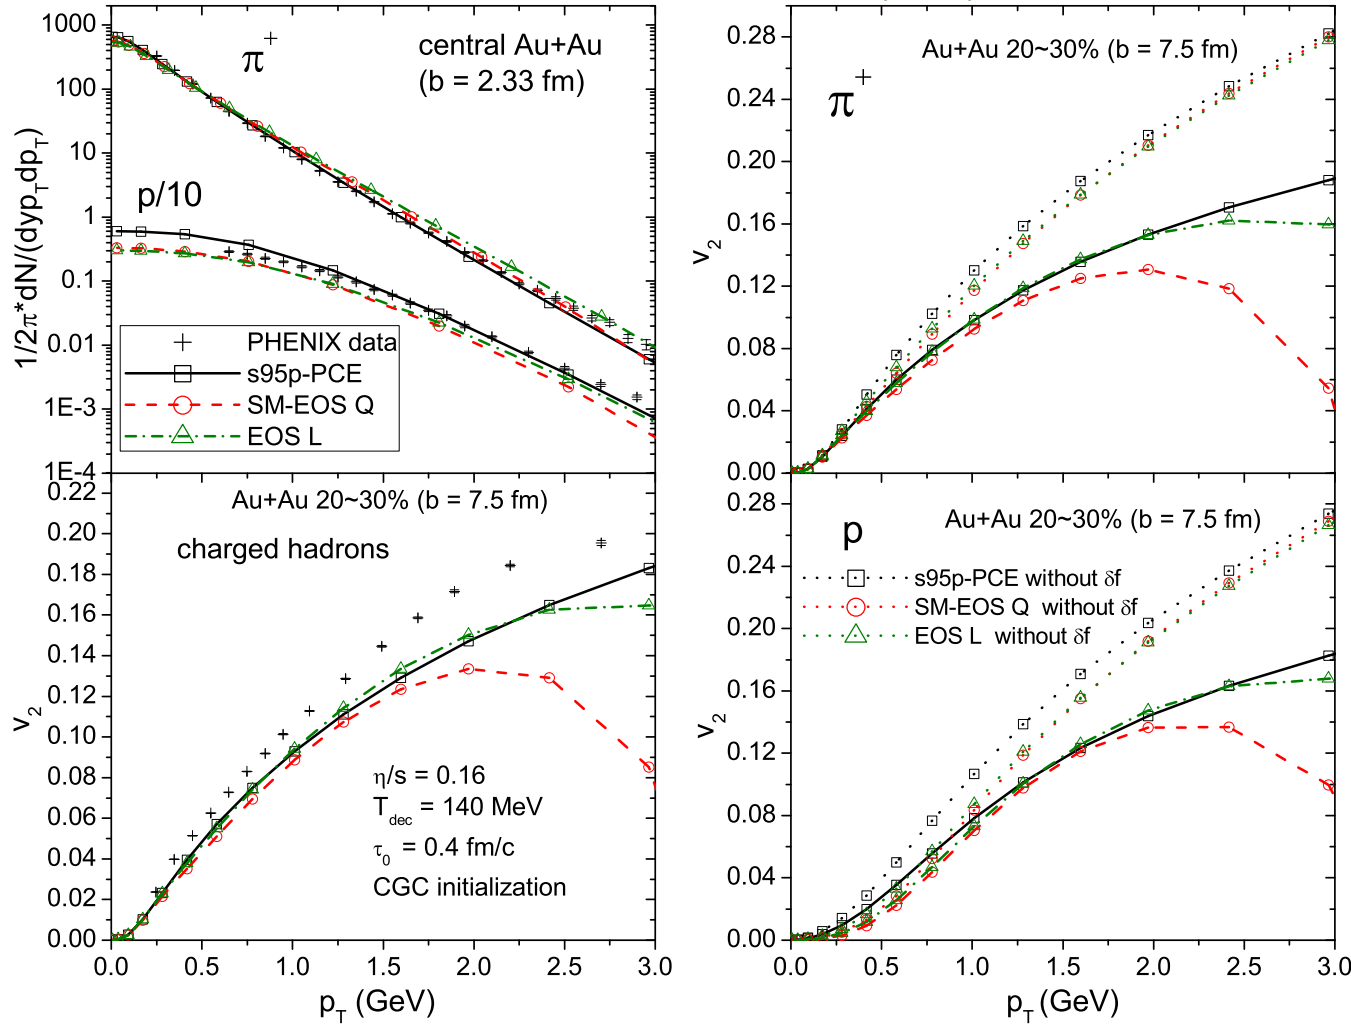 1000
100
10
1
0.1
0.01
1E-3
1E-4
1/2π*dN/(dyp_T dp_T)
π⁺
central Au+Au
(b = 2.33 fm)
p/10
PHENIX data
s95p-PCE
SM-EOS Q
EOS L
0.28
0.24
0.20
0.16
0.12
0.08
0.04
0.00
v₂
Au+Au 20~30% (b = 7.5 fm)
π⁺
0.22
0.20
0.18
0.16
0.14
0.12
0.10
0.08
0.06
0.04
0.02
0.00
v₂
Au+Au 20~30% (b = 7.5 fm)
charged hadrons
η/s = 0.16
T_dec = 140 MeV
τ₀ = 0.4 fm/c
CGC initialization
0.0 0.5 1.0 1.5 2.0 2.5 3.0
p_T (GeV)
0.28
0.24
0.20
0.16
0.12
0.08
0.04
0.00
v₂
p
Au+Au 20~30% (b = 7.5 fm)
s95p-PCE without δf
SM-EOS Q without δf
EOS L without δf
0.0 0.5 1.0 1.5 2.0 2.5 3.0
p_T (GeV)